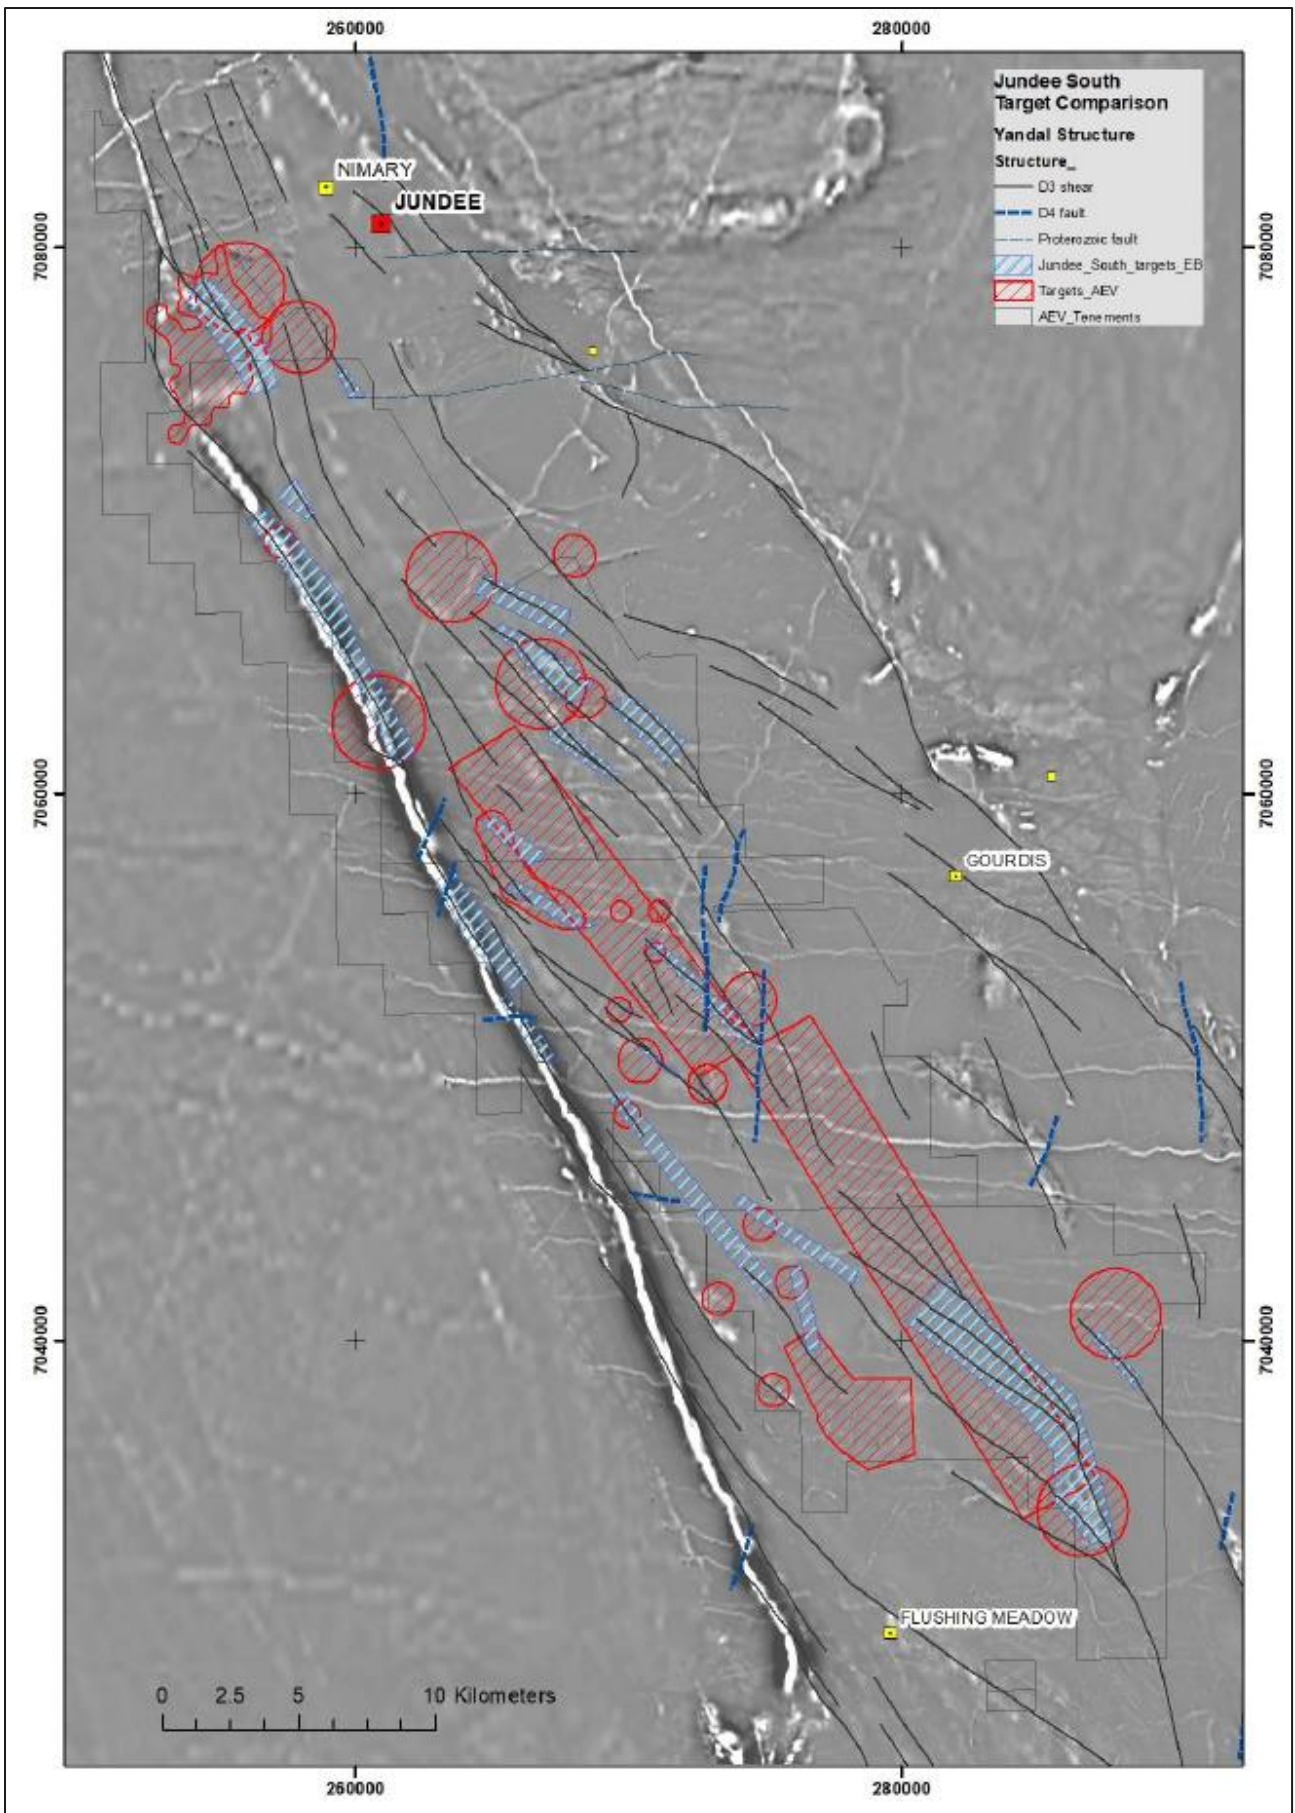 260000
280000
Jundee South
Target Comparison
Yandal Structure
Structure_
D3 shear
D4 fault
Proterozoic fault
Jundee_South_targets_EB
Targets_AEV
AEV_Tenements
NIMARY
JUNDEE
7080000
7080000
7060000
7060000
GOURDIS
7040000
7040000
FLUSHING MEADOW
0 2.5 5 10 Kilometers
260000
280000